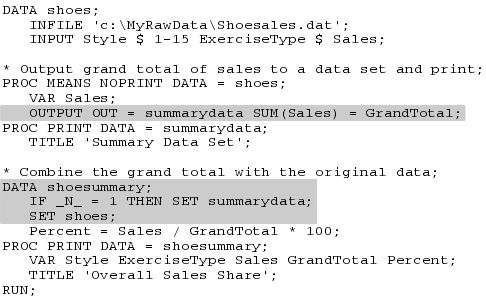 DATA shoes;
INFILE 'c:\MyRawData\Shoesales.dat';
INPUT Style $ 1-15 ExerciseType $ Sales;
* Output grand total of sales to a data set and print;
PROC MEANS NOPRINT DATA = shoes;
VAR Sales;
OUTPUT OUT = summarydata SUM(Sales) = GrandTotal;
PROC PRINT DATA = summarydata;
TITLE 'Summary Data Set';
* Combine the grand total with the original data;
DATA shoesummary;
IF _N_ = 1 THEN SET summarydata;
SET shoes;
Percent = Sales / GrandTotal * 100;
PROC PRINT DATA = shoesummary;
VAR Style ExerciseType Sales GrandTotal Percent;
TITLE 'Overall Sales Share';
RUN;